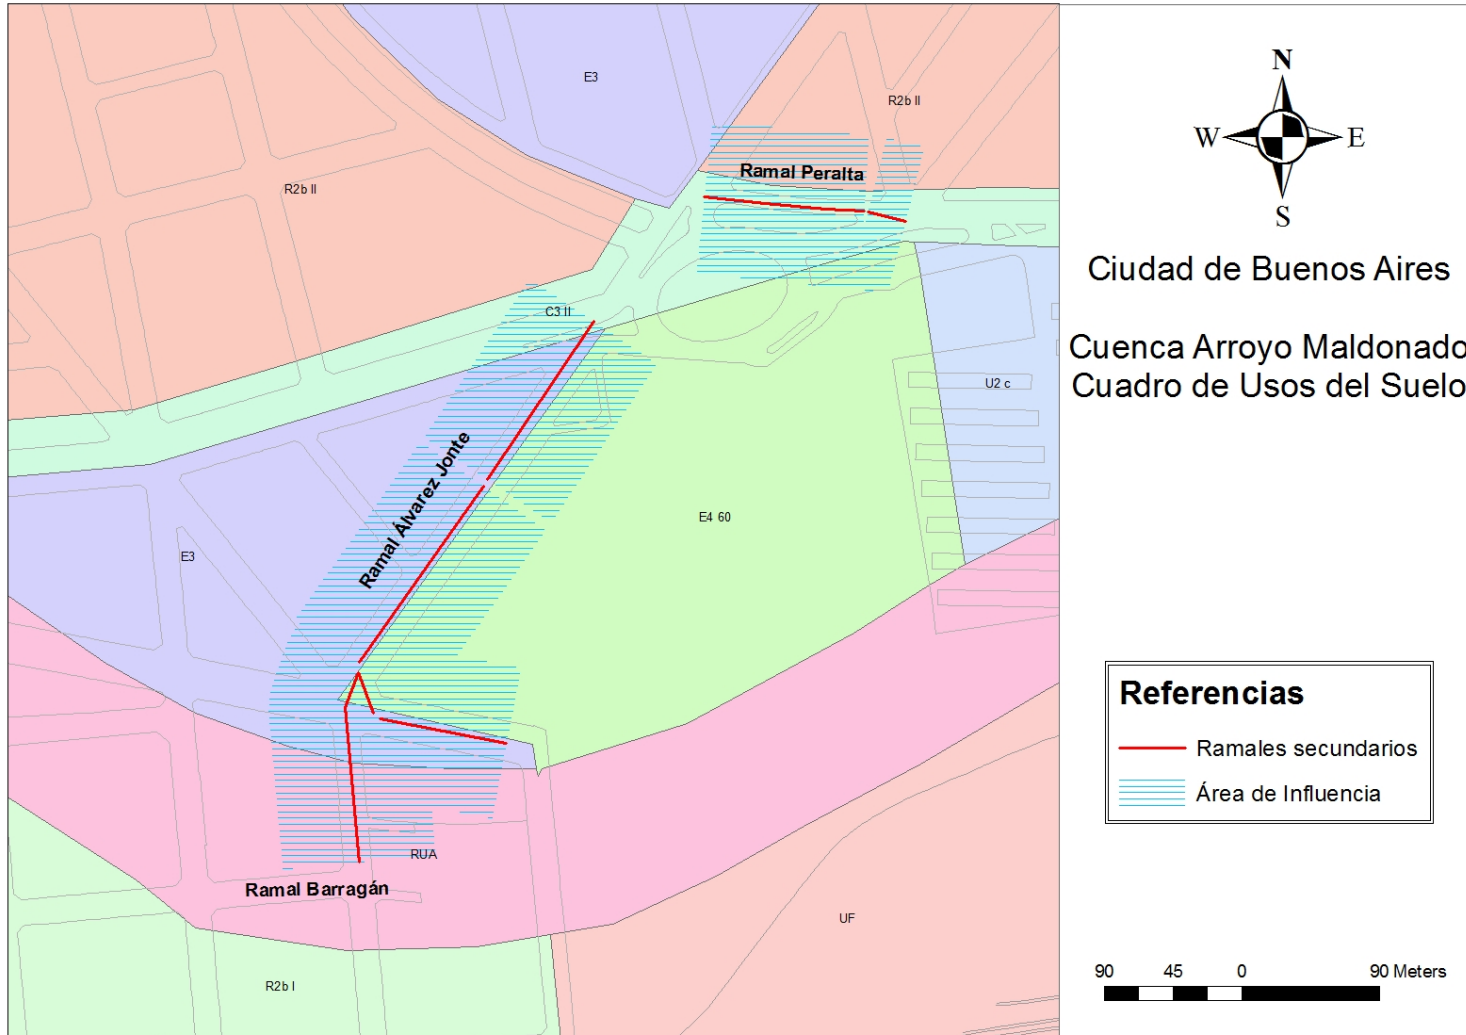 E3
R2b II
R2b II
Ramal Peralta
C3 II
U2 c
Ramal Álvarez Jonte
E4 60
E3
RUA
Ramal Barragán
UF
R2b I
N
W
E
S
Ciudad de Buenos Aires
Cuenca Arroyo Maldonado
Cuadro de Usos del Suelo
Referencias
Ramales secundarios
Área de Influencia
90 45 0 90 Meters